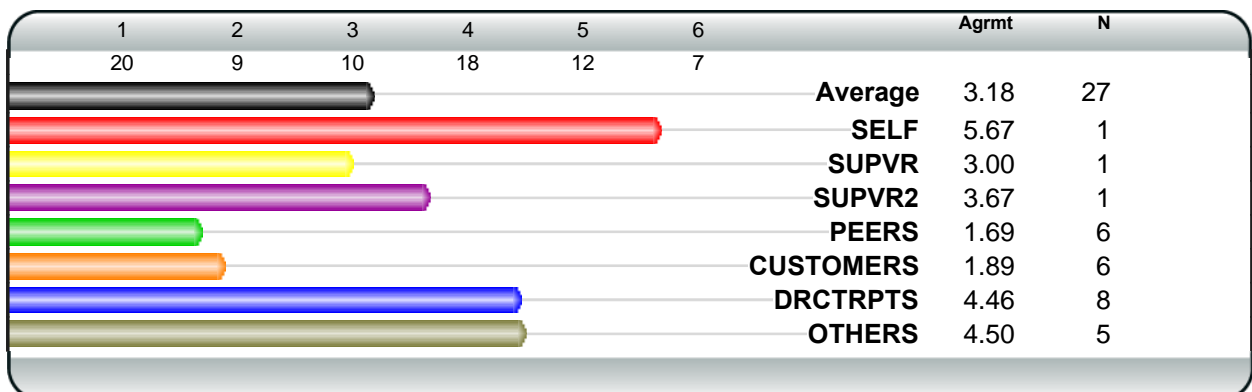 1 2 3 4 5 6 Agrmt N
20 9 10 18 12 7
Average 3.18 27
SELF 5.67 1
SUPVR 3.00 1
SUPVR2 3.67 1
PEERS 1.69 6
CUSTOMERS 1.89 6
DRCTRPTS 4.46 8
OTHERS 4.50 5